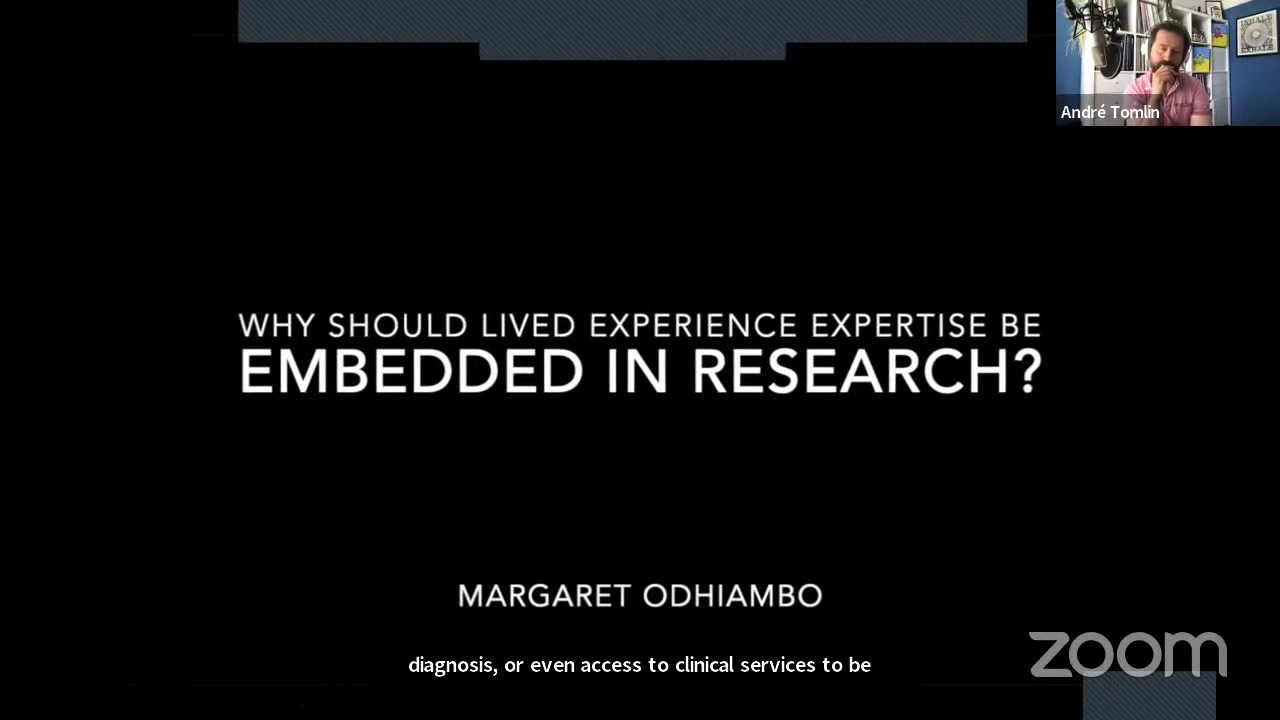 André Tomlin
WHY SHOULD LIVED EXPERIENCE EXPERTISE BE
EMBEDDED IN RESEARCH?
MARGARET ODHIAMBO
diagnosis, or even access to clinical services to be
zoom